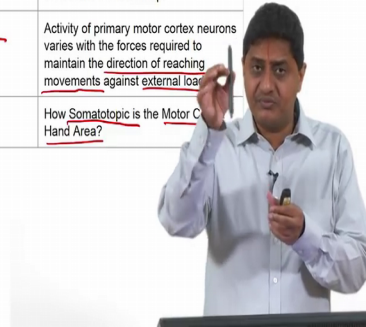 Activity of primary motor cortex neurons
varies with the forces required to
maintain the direction of reaching
movements against external
How Somatotopic is the Motor
Hand Area?